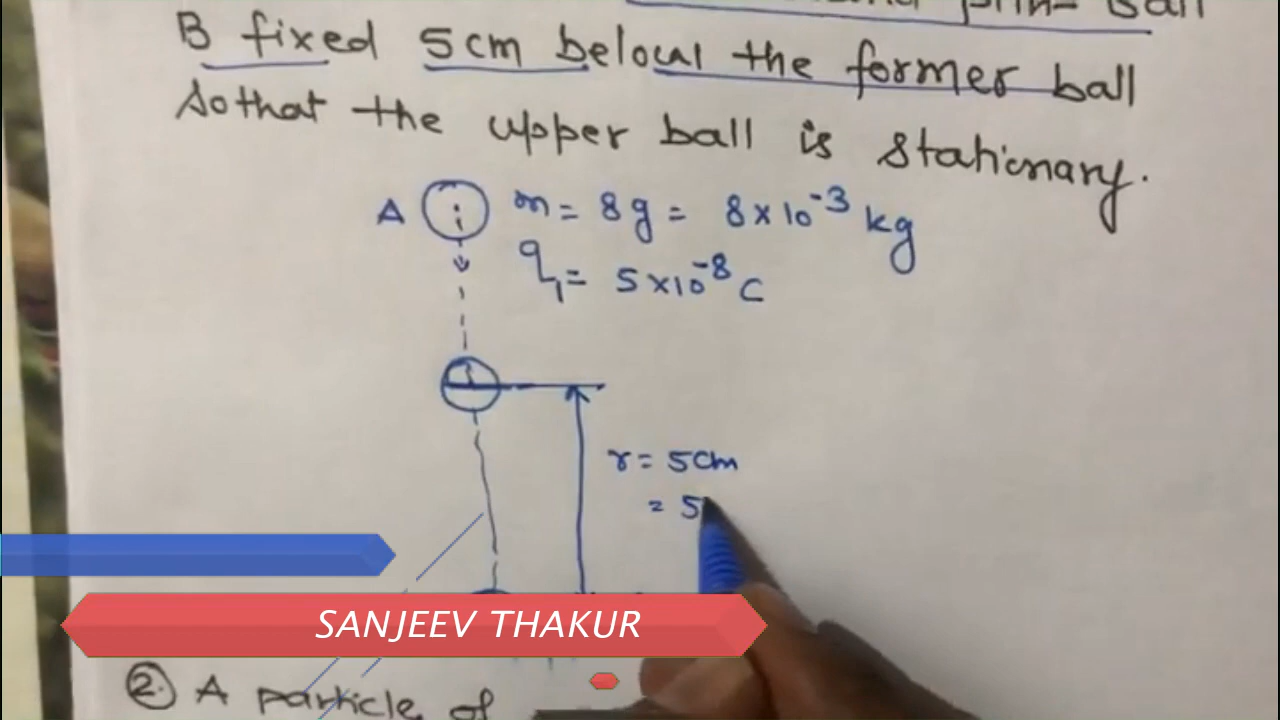 Ball
B fixed 5cm below the former ball
So that the upper ball is stationary.
A m = 8g = 8×10⁻³ kg
q₁ = 5×10⁻⁸ C
r = 5cm
= 5
SANJEEV THAKUR
2. A particle of